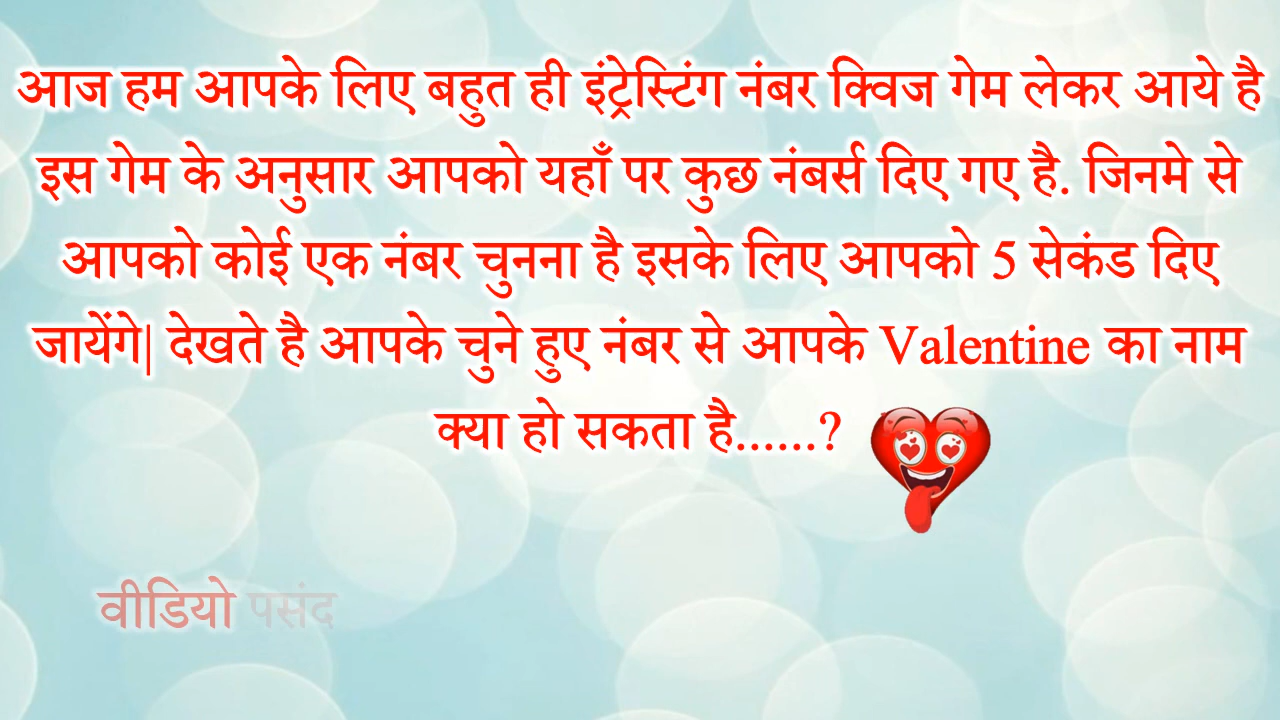 आज हम आपके लिए बहुत ही इंट्रेस्टिंग नंबर क्विज गेम लेकर आये है
इस गेम के अनुसार आपको यहाँ पर कुछ नंबर्स दिए गए है. जिनमे से
आपको कोई एक नंबर चुनना है इसके लिए आपको 5 सेकंड दिए
जायेंगे| देखते है आपके चुने हुए नंबर से आपके Valentine का नाम
क्या हो सकता है......?
वीडियो पसंद